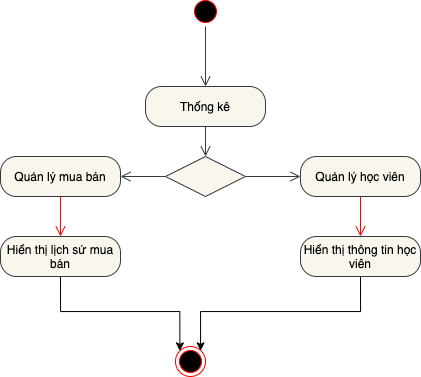 Thống kê
Quản lý mua bán
Quản lý học viên
Hiển thị lịch sử mua
bán
Hiển thị thông tin học
viên